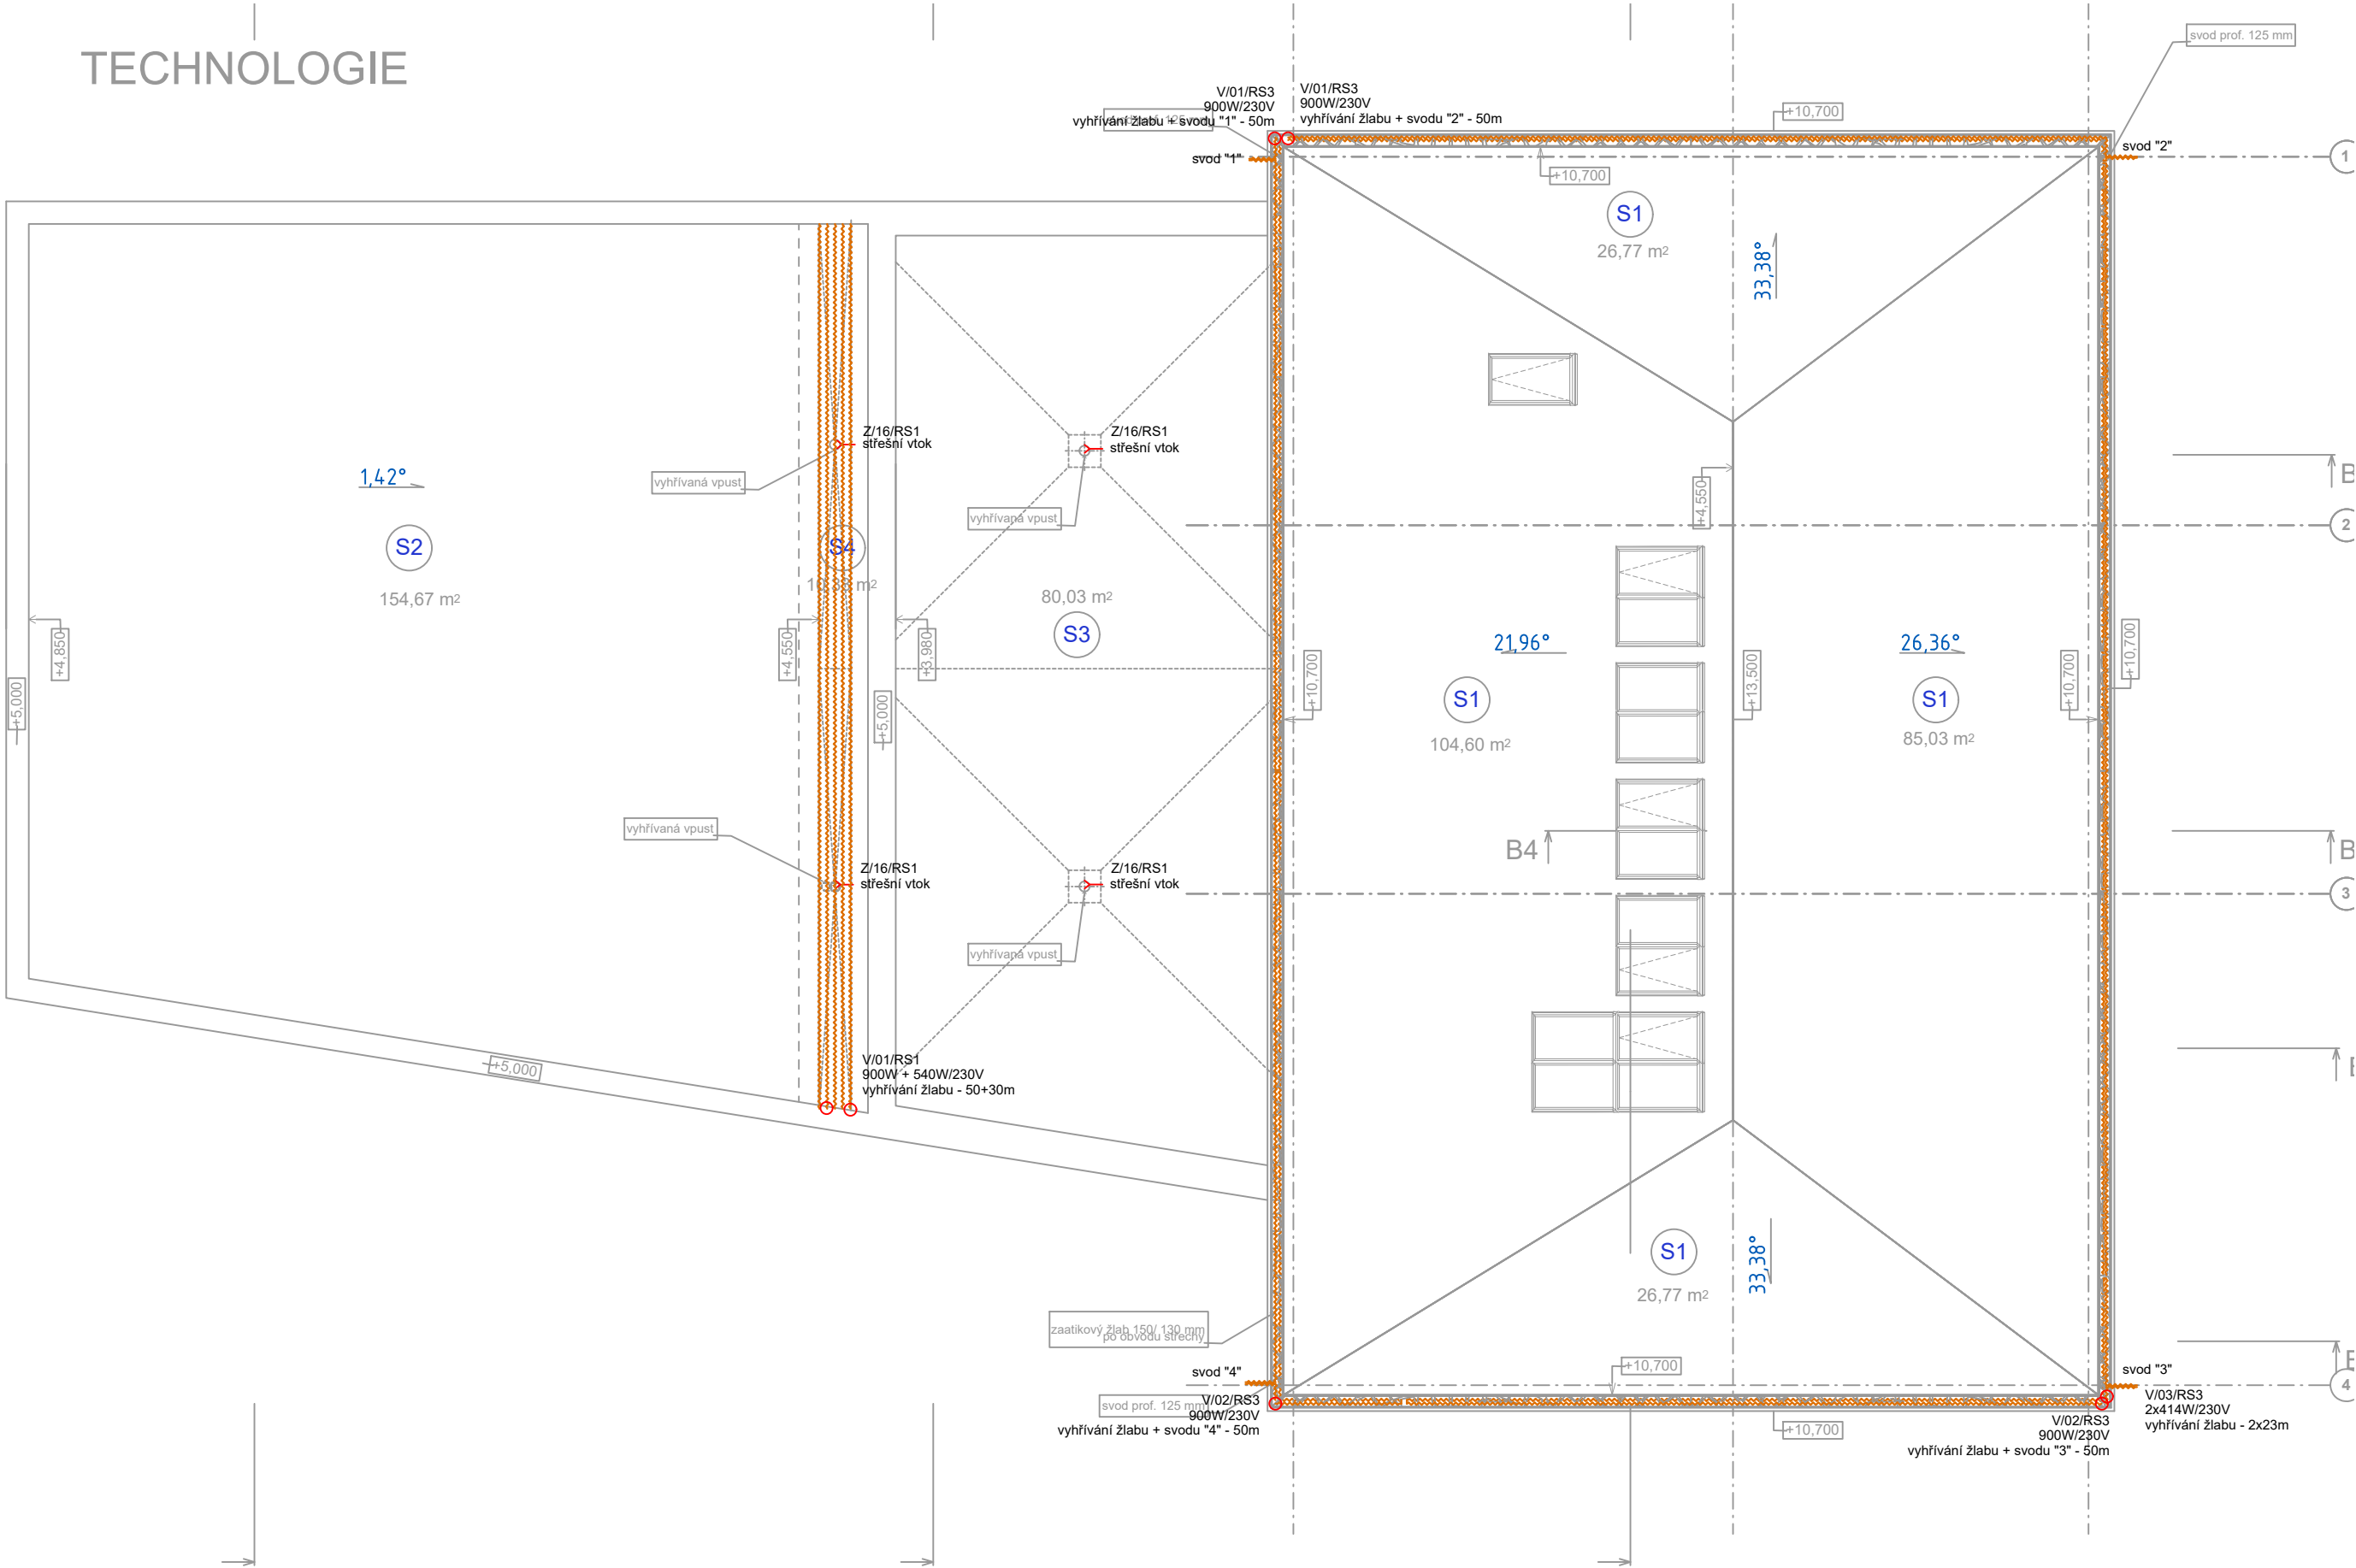 TECHNOLOGIE
svod prof. 125 mm
V/01/RS3
900W/230V
vyhřívání žlabu + svodu "1" - 50m
V/01/RS3
900W/230V
vyhřívání žlabu + svodu "2" - 50m
+10,700
svod "1"
svod "2"
1
+10,700
S1
26,77 m2
33,38°
Z/16/RS1
střešní vtok
Z/16/RS1
střešní vtok
1,42°
vyhřívaná vpust
vyhřívaná vpust
+4,550
B
2
S2
154,67 m2
S4
80,03 m2
S3
+4,850
+4,550
+3,980
+5,000
+5,000
+10,700
21,96°
S1
104,60 m2
+13,500
26,36°
S1
85,03 m2
+10,700
+10,700
vyhřívaná vpust
B4
B
Z/16/RS1
střešní vtok
Z/16/RS1
střešní vtok
3
vyhřívaná vpust
V/01/RS1
900W + 540W/230V
vyhřívání žlabu - 50+30m
+5,000
S1
26,77 m2
33,38°
zaatikový žlab 150/ 130 mm
po obvodu střechy
+10,700
svod "4"
svod "3"
4
svod prof. 125 mm
V/02/RS3
900W/230V
vyhřívání žlabu + svodu "4" - 50m
+10,700
V/02/RS3
900W/230V
vyhřívání žlabu + svodu "3" - 50m
V/03/RS3
2x414W/230V
vyhřívání žlabu - 2x23m